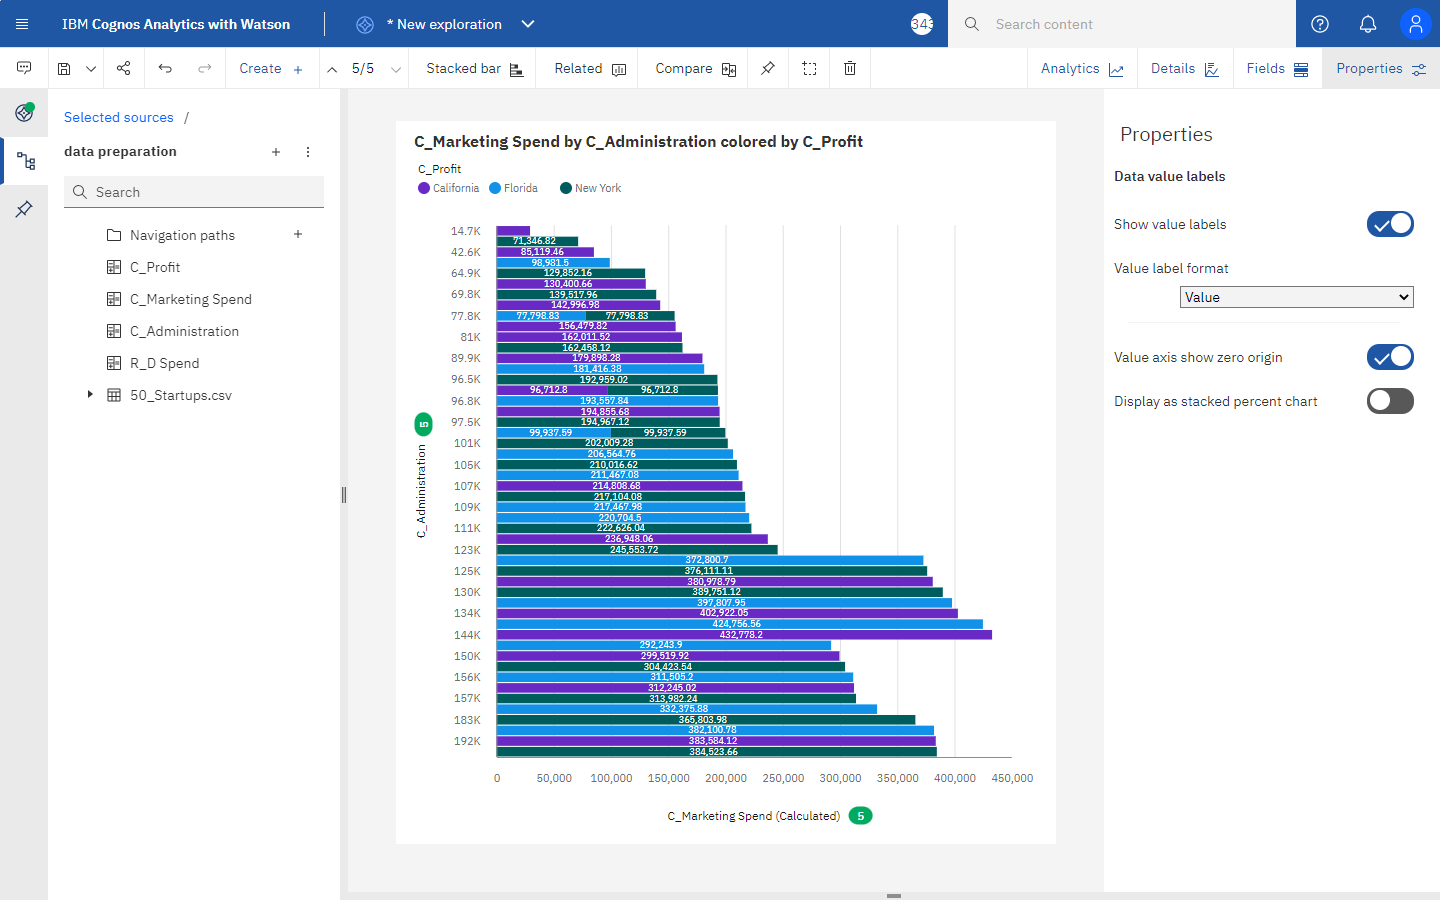 IBM Cognos Analytics with Watson
* New exploration
343
Search content
Create +
5/5
Stacked bar
Related
Compare
Analytics
Details
Fields
Properties
Selected sources /
data preparation
Search
Navigation paths
C_Profit
C_Marketing Spend
C_Administration
R_D Spend
50_Startups.csv
C_Marketing Spend by C_Administration colored by C_Profit
C_Profit
California
Florida
New York
14.7K
71,346.82
42.6K
85,119.46
98,981.5
64.9K
129,852.16
130,400.66
69.8K
139,517.96
142,996.98
77.8K
77,798.83
77,798.83
156,479.82
81K
162,011.52
162,458.12
89.9K
179,898.28
181,416.38
96.5K
192,959.02
96,712.8
96,712.8
96.8K
193,557.84
194,855.68
97.5K
194,967.12
99,937.59
99,937.59
101K
202,009.28
206,564.76
105K
210,016.62
211,467.08
107K
214,808.68
217,104.08
109K
217,467.98
220,704.5
111K
222,626.04
236,948.06
123K
245,553.72
372,800.7
125K
376,111.11
380,978.79
130K
389,751.12
397,807.95
134K
402,922.05
424,756.56
144K
432,778.2
292,243.9
150K
299,519.92
304,423.54
156K
311,505.2
312,245.02
157K
313,982.24
332,375.88
183K
365,803.98
382,100.78
192K
383,584.12
384,523.66
C_Administration
5
0
50,000
100,000
150,000
200,000
250,000
300,000
350,000
400,000
450,000
C_Marketing Spend (Calculated)
5
Properties
Data value labels
Show value labels
Value label format
Value
Value axis show zero origin
Display as stacked percent chart